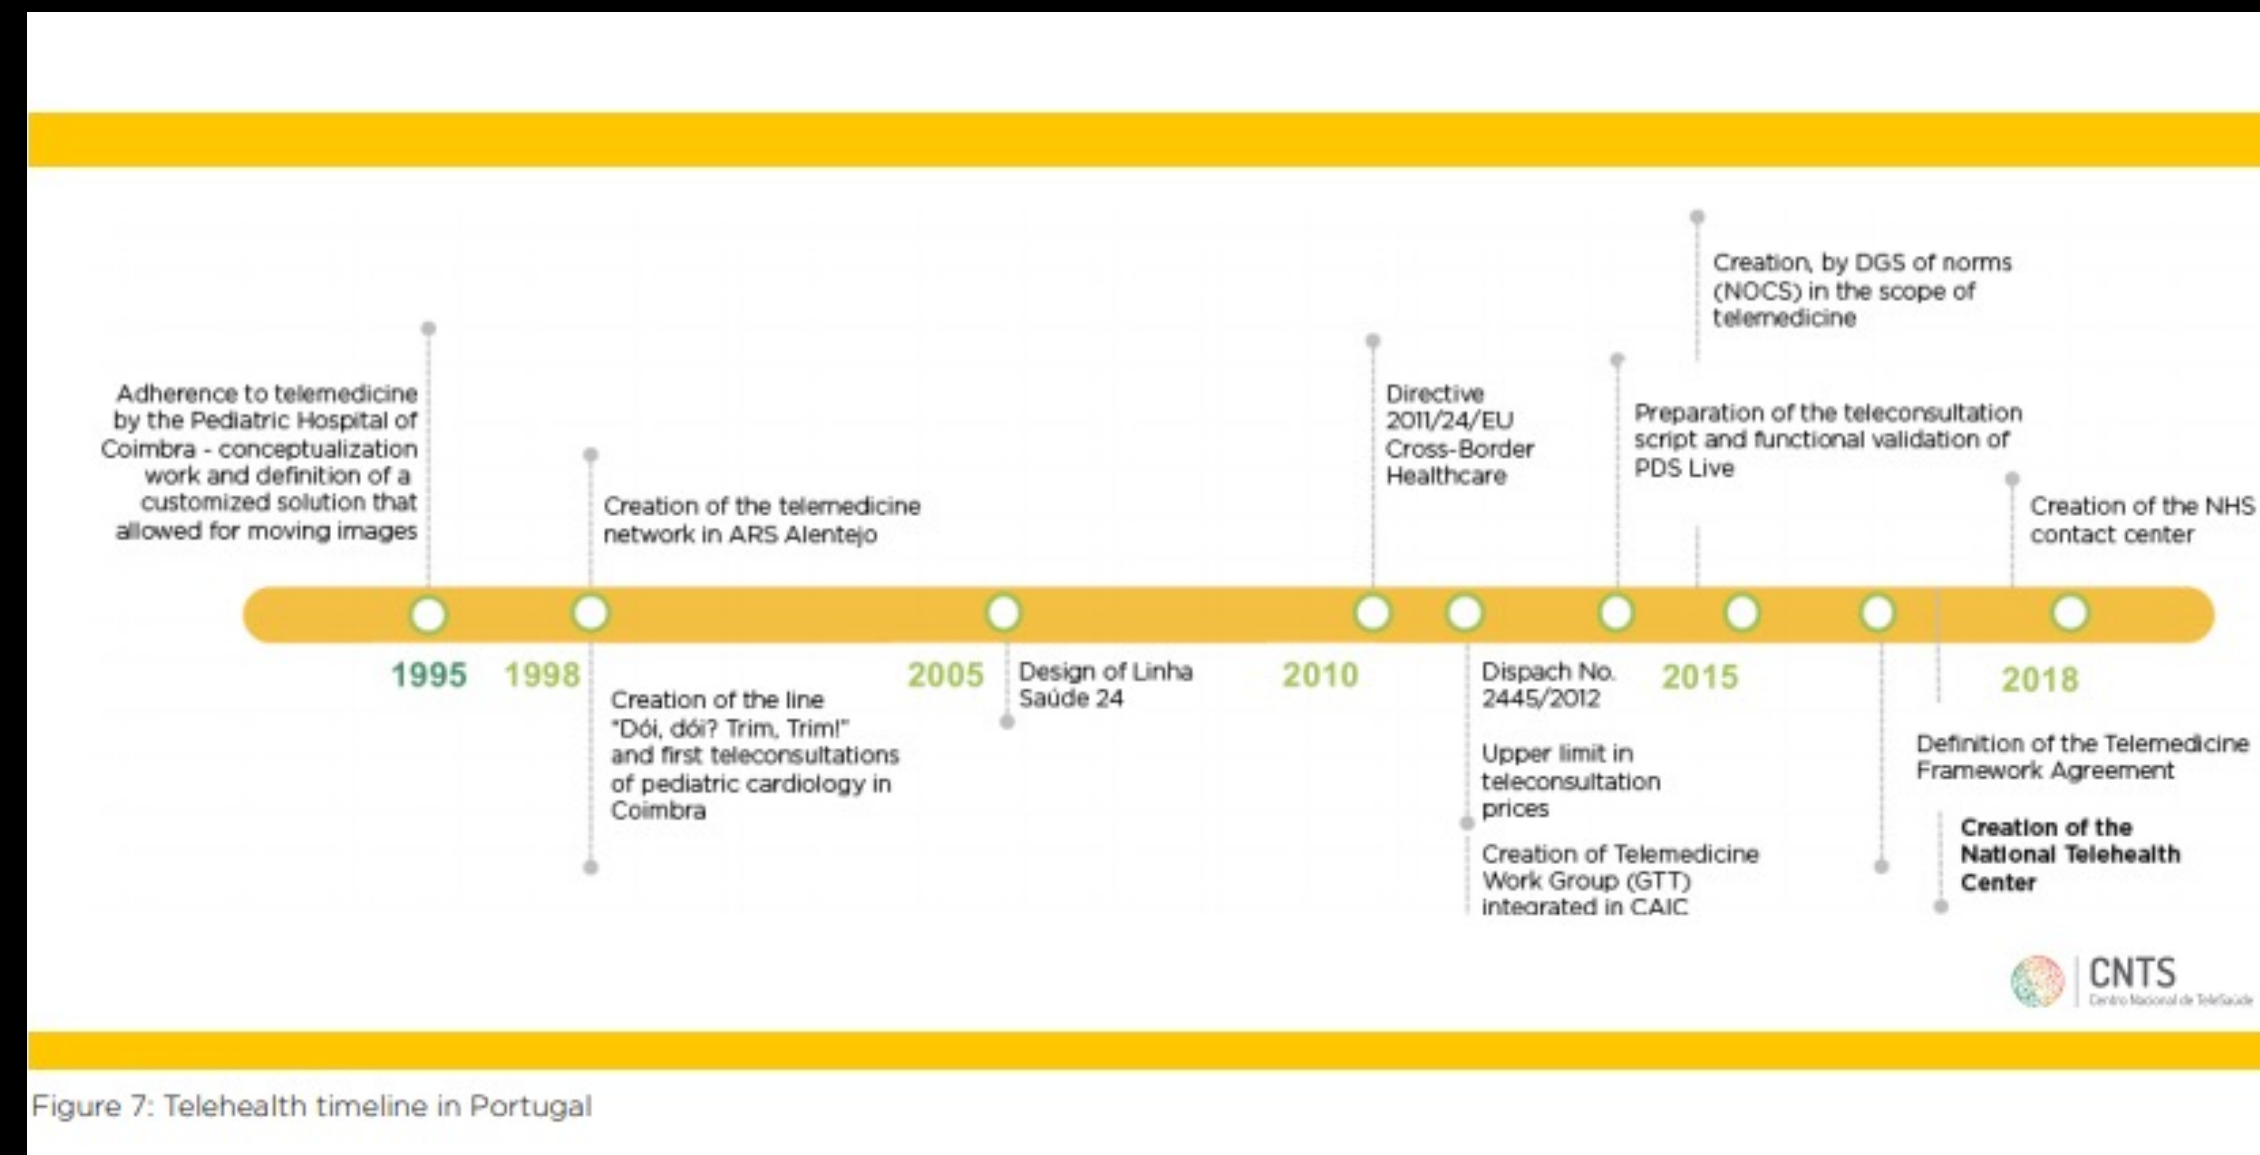 Creation, by DGS of norms
(NOCS) in the scope of
telemedicine
Adherence to telemedicine
by the Pediatric Hospital of
Coimbra - conceptualization
work and definition of a
customized solution that
allowed for moving images
Creation of the telemedicine
network in ARS Alentejo
Directive
2011/24/EU
Cross-Border
Healthcare
Preparation of the teleconsultation
script and functional validation of
PDS Live
Creation of the NHS
contact center
1995
1998
2005
2010
2015
2018
Creation of the line
"Dói, dói? Trim, Trim!"
and first teleconsultations
of pediatric cardiology in
Coimbra
Design of Linha
Saúde 24
Dispach No.
2445/2012
Upper limit in
teleconsultation
prices
Creation of Telemedicine
Work Group (GTT)
integrated in CAIC
Definition of the Telemedicine
Framework Agreement
Creation of the
National Telehealth
Center
CNTS
Centro Nacional de TeleSaúde
Figure 7: Telehealth timeline in Portugal